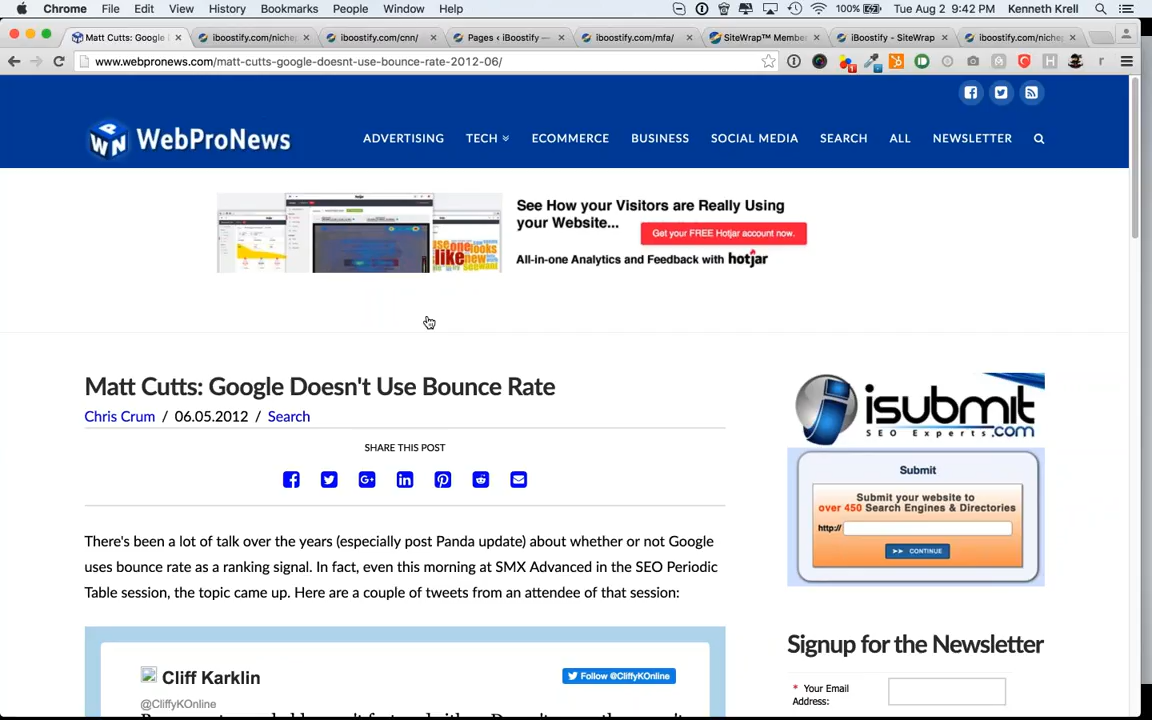 Chrome File Edit View History Bookmarks People Window Help 100% Tue Aug 2 9:42 PM Kenneth Krell
Matt Cutts: Google iboostify.com/niche iboostify.com/cnn/ Pages ‹ iBoostify — iboostify.com/mfa/ SiteWrap™ Membe iBoostify - SiteWrap iboostify.com/niche
www.webpronews.com/matt-cutts-google-doesnt-use-bounce-rate-2012-06/
WebProNews ADVERTISING TECH ECOMMERCE BUSINESS SOCIAL MEDIA SEARCH ALL NEWSLETTER
See How your Visitors are Really Using
your Website... Get your FREE Hotjar account now.
All-in-one Analytics and Feedback with hotjar
Matt Cutts: Google Doesn't Use Bounce Rate
Chris Crum / 06.05.2012 / Search
SHARE THIS POST
There's been a lot of talk over the years (especially post Panda update) about whether or not Google
uses bounce rate as a ranking signal. In fact, even this morning at SMX Advanced in the SEO Periodic
Table session, the topic came up. Here are a couple of tweets from an attendee of that session:
Cliff Karklin
@CliffyKOnline
Follow @CliffyKOnline
isubmit
SEO Experts.com
Submit
Submit your website to
over 450 Search Engines & Directories
http://
>> CONTINUE
Signup for the Newsletter
* Your Email
Address: